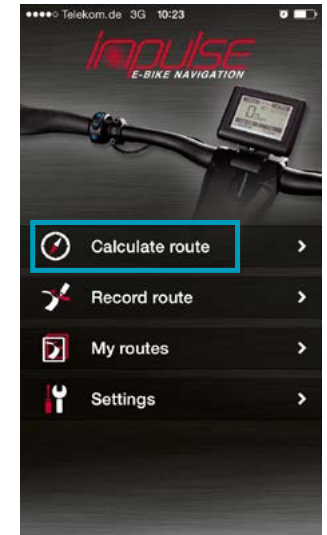 Telekom.de 3G 10:23
impulse
E-BIKE NAVIGATION
Calculate route
Record route
My routes
Settings